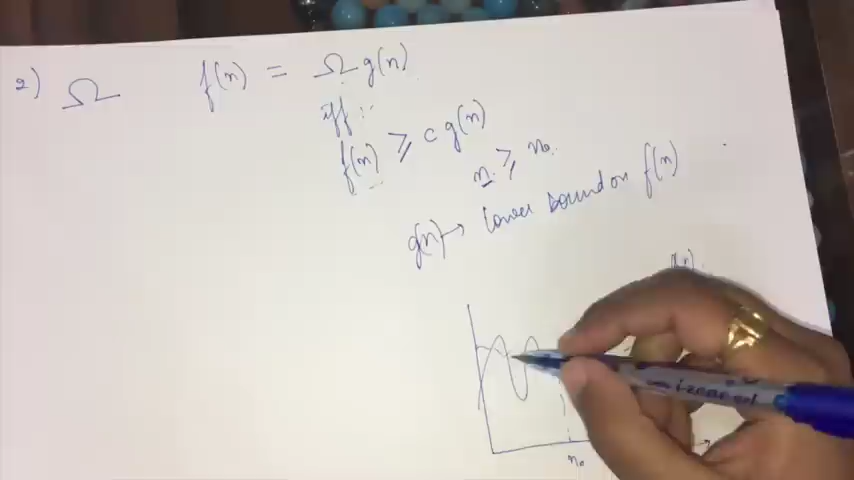 2) Ω f(n) = Ω g(n)
iff :
f(n) ≥ c g(n)
n ≥ n₀.
g(n) → lower bound on f(n)
g(n)
n₀